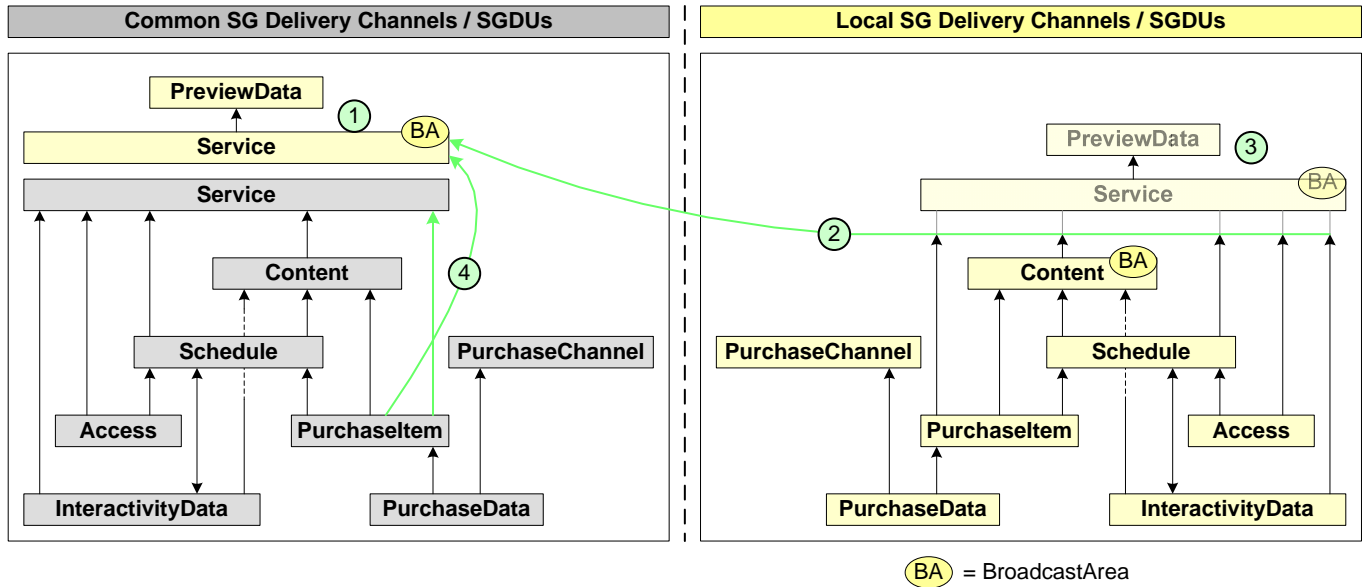 Common SG Delivery Channels / SGDUs
Local SG Delivery Channels / SGDUs
PreviewData
1
BA
Service
Service
4
Content
Schedule
PurchaseChannel
Access
PurchaseItem
InteractivityData
PurchaseData
2
PreviewData
3
BA
Service
Content
BA
PurchaseChannel
Schedule
PurchaseItem
Access
PurchaseData
InteractivityData
BA = BroadcastArea